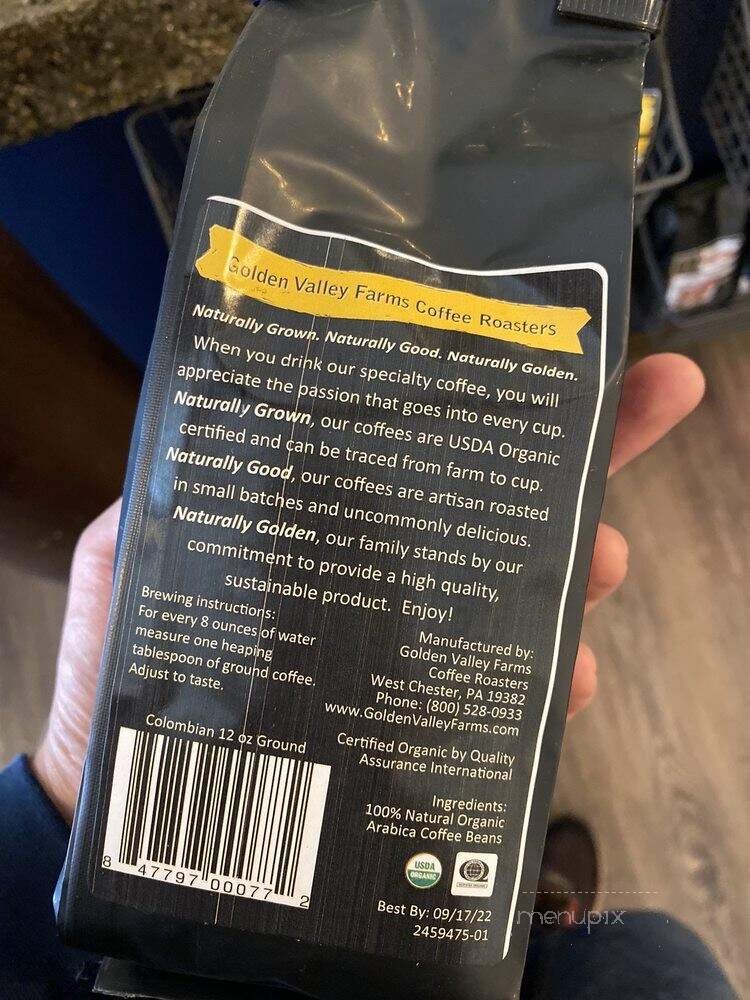 Golden Valley Farms Coffee Roasters
Naturally Grown. Naturally Good. Naturally Golden.
When you drink our specialty coffee, you will
appreciate the passion that goes into every cup.
Naturally Grown, our coffees are USDA Organic
certified and can be traced from farm to cup.
Naturally Good, our coffees are artisan roasted
in small batches and uncommonly delicious.
Naturally Golden, our family stands by our
commitment to provide a high quality,
sustainable product. Enjoy!
Brewing instructions:
For every 8 ounces of water
measure one heaping
tablespoon of ground coffee.
Adjust to taste.
Manufactured by:
Golden Valley Farms
Coffee Roasters
West Chester, PA 19382
Phone: (800) 528-0933
www.GoldenValleyFarms.com
Certified Organic by Quality
Assurance International
Colombian 12 oz Ground
8 47797 00077 2
Ingredients:
100% Natural Organic
Arabica Coffee Beans
USDA
ORGANIC
Best By: 09/17/22
2459475-01
menupix